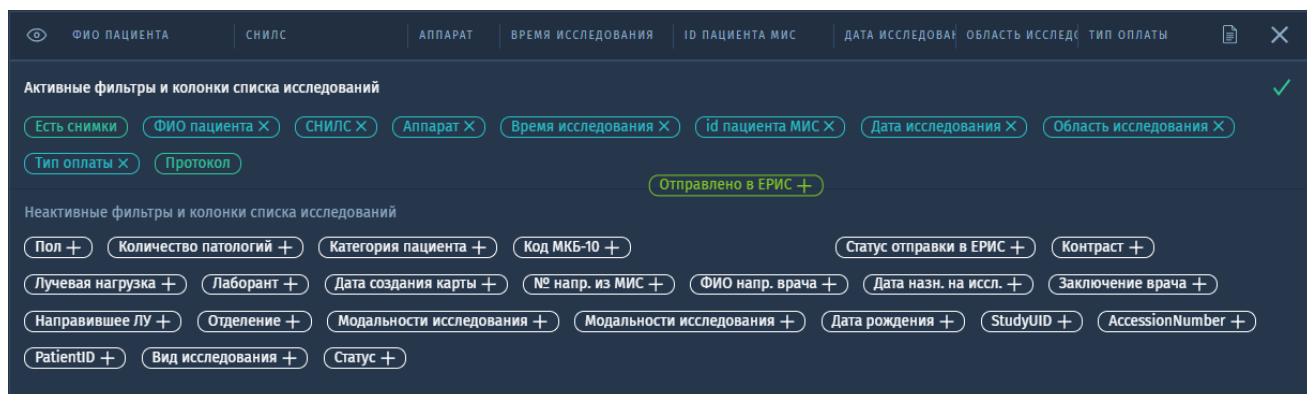 ФИО ПАЦИЕНТА СНИЛС АППАРАТ ВРЕМЯ ИССЛЕДОВАНИЯ ID ПАЦИЕНТА МИС ДАТА ИССЛЕДОВАН ОБЛАСТЬ ИССЛЕДО ТИП ОПЛАТЫ
Активные фильтры и колонки списка исследований
Есть снимки ФИО пациента × СНИЛС × Аппарат × Время исследования × id пациента МИС × Дата исследования × Область исследования ×
Тип оплаты × Протокол
Отправлено в ЕРИС +
Неактивные фильтры и колонки списка исследований
Пол + Количество патологий + Категория пациента + Код МКБ-10 + Статус отправки в ЕРИС + Контраст +
Лучевая нагрузка + Лаборант + Дата создания карты + № напр. из МИС + ФИО напр. врача + Дата назн. на иссл. + Заключение врача +
Направившее ЛУ + Отделение + Модальности исследования + Модальности исследования + Дата рождения + StudyUID + AccessionNumber +
PatientID + Вид исследования + Статус +